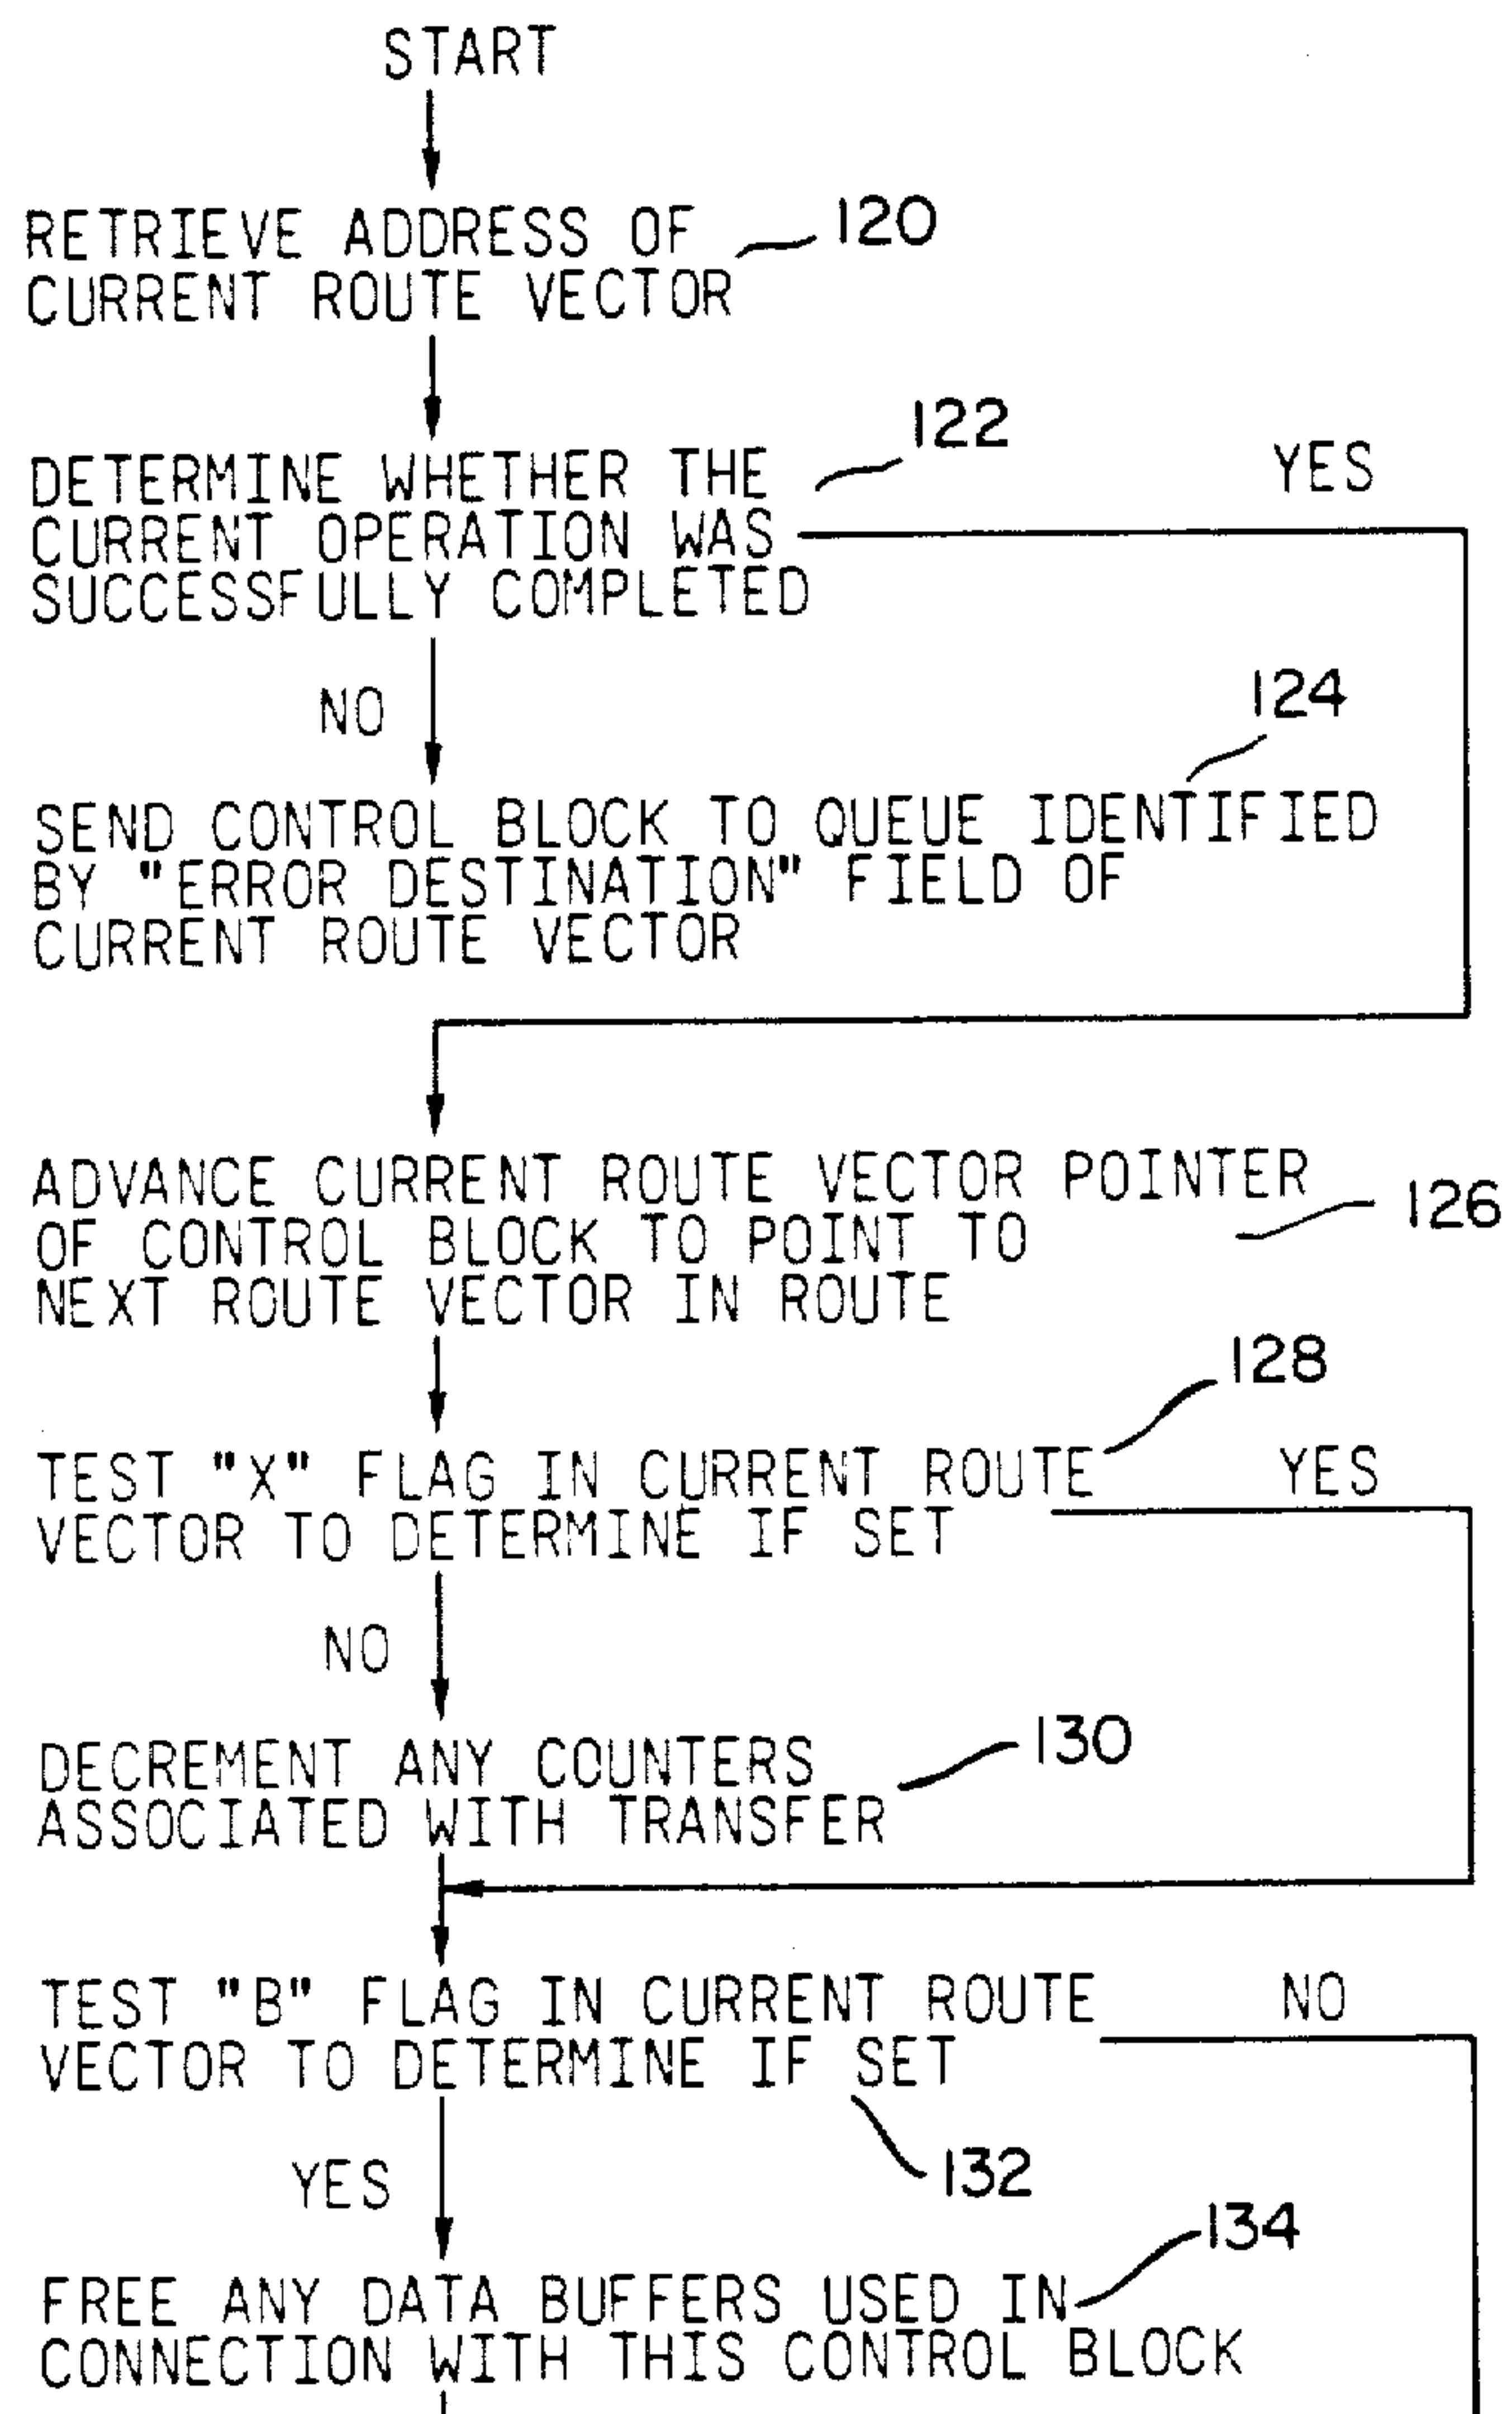 START
RETRIEVE ADDRESS OF
CURRENT ROUTE VECTOR
120
DETERMINE WHETHER THE
CURRENT OPERATION WAS
SUCCESSFULLY COMPLETED
122
YES
NO
124
SEND CONTROL BLOCK TO QUEUE IDENTIFIED
BY "ERROR DESTINATION" FIELD OF
CURRENT ROUTE VECTOR
ADVANCE CURRENT ROUTE VECTOR POINTER
OF CONTROL BLOCK TO POINT TO
NEXT ROUTE VECTOR IN ROUTE
126
128
TEST "X" FLAG IN CURRENT ROUTE
VECTOR TO DETERMINE IF SET
YES
NO
DECREMENT ANY COUNTERS
ASSOCIATED WITH TRANSFER
130
TEST "B" FLAG IN CURRENT ROUTE
VECTOR TO DETERMINE IF SET
NO
132
YES
134
FREE ANY DATA BUFFERS USED IN
CONNECTION WITH THIS CONTROL BLOCK